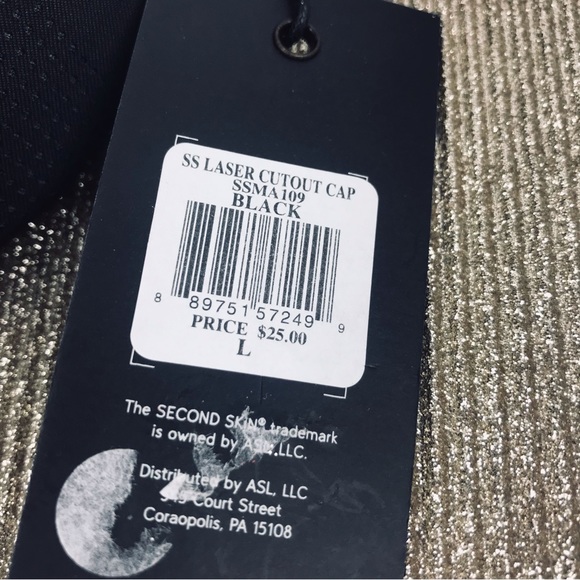 SS LASER CUTOUT CAP
SSMA109
BLACK
8 89751 57249 9
PRICE $25.00
L
The SECOND SKIN® trademark
is owned by ASL, LLC.
Distributed by ASL, LLC
Court Street
Coraopolis, PA 15108